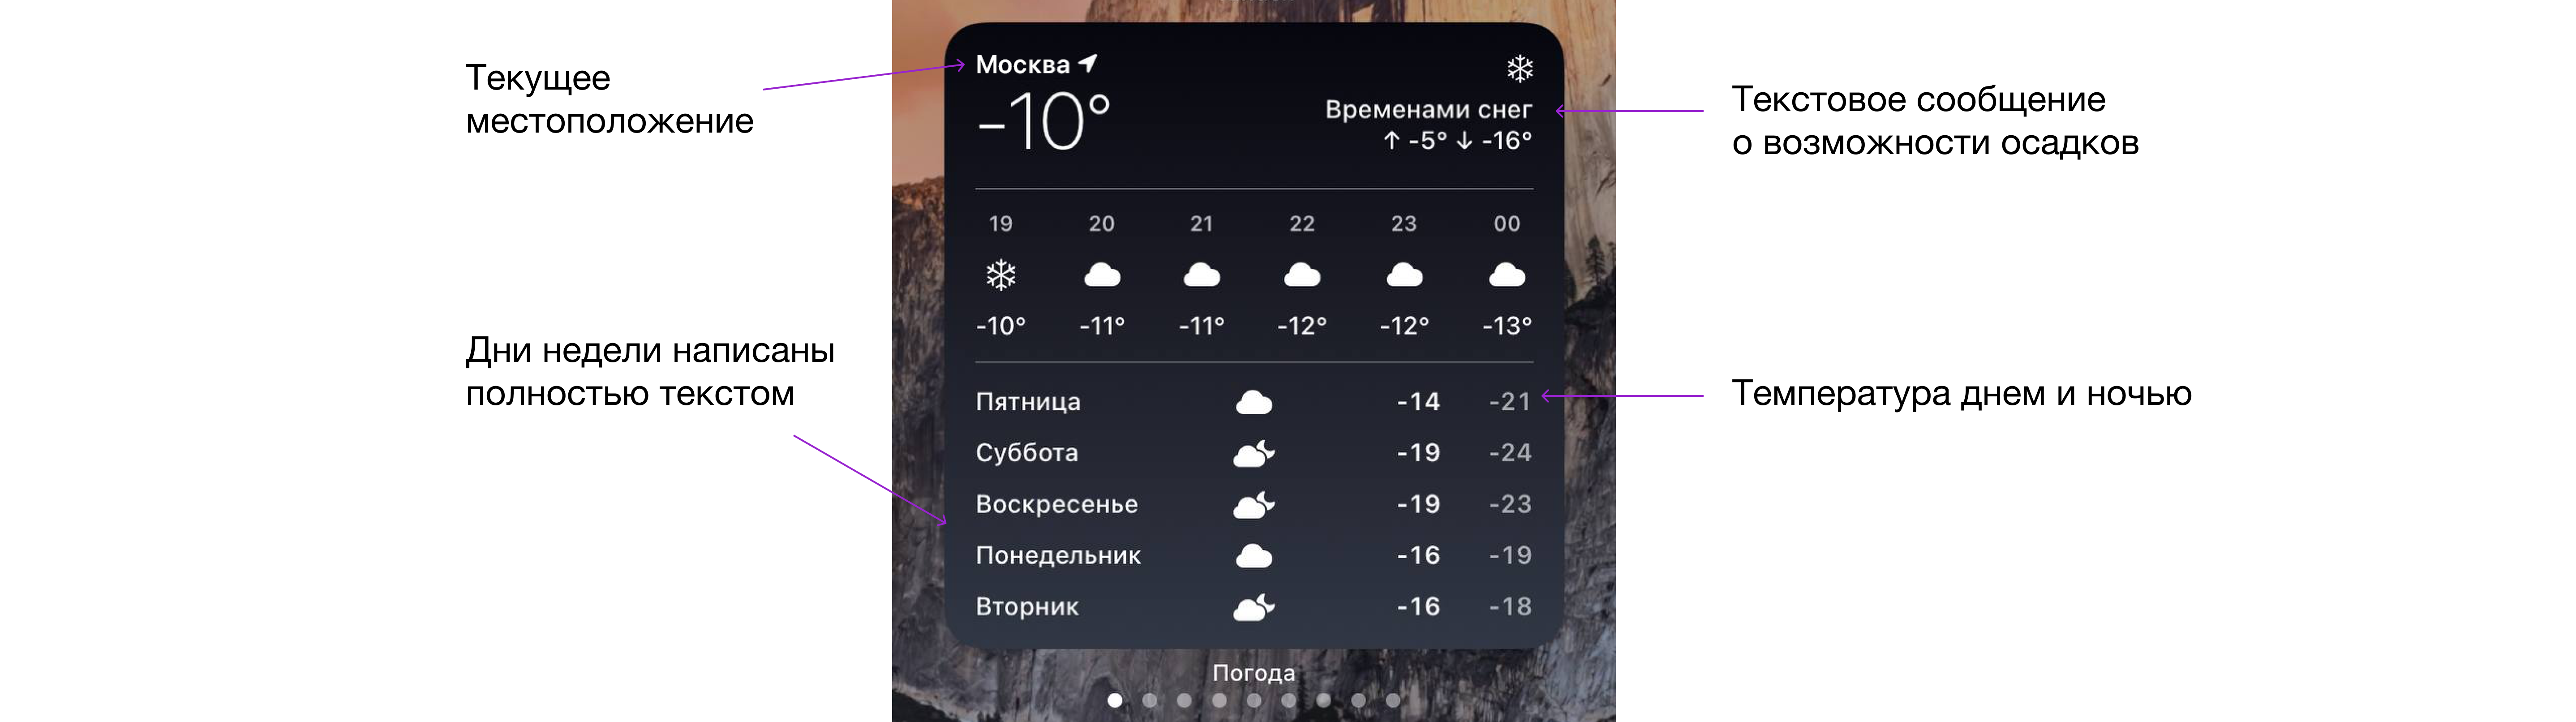 Текущее
местоположение
Дни недели написаны
полностью текстом
Москва
-10°
Временами снег
↑ -5° ↓ -16°
19 20 21 22 23 00
-10° -11° -11° -12° -12° -13°
Пятница -14 -21
Суббота -19 -24
Воскресенье -19 -23
Понедельник -16 -19
Вторник -16 -18
Погода
Текстовое сообщение
о возможности осадков
Температура днем и ночью